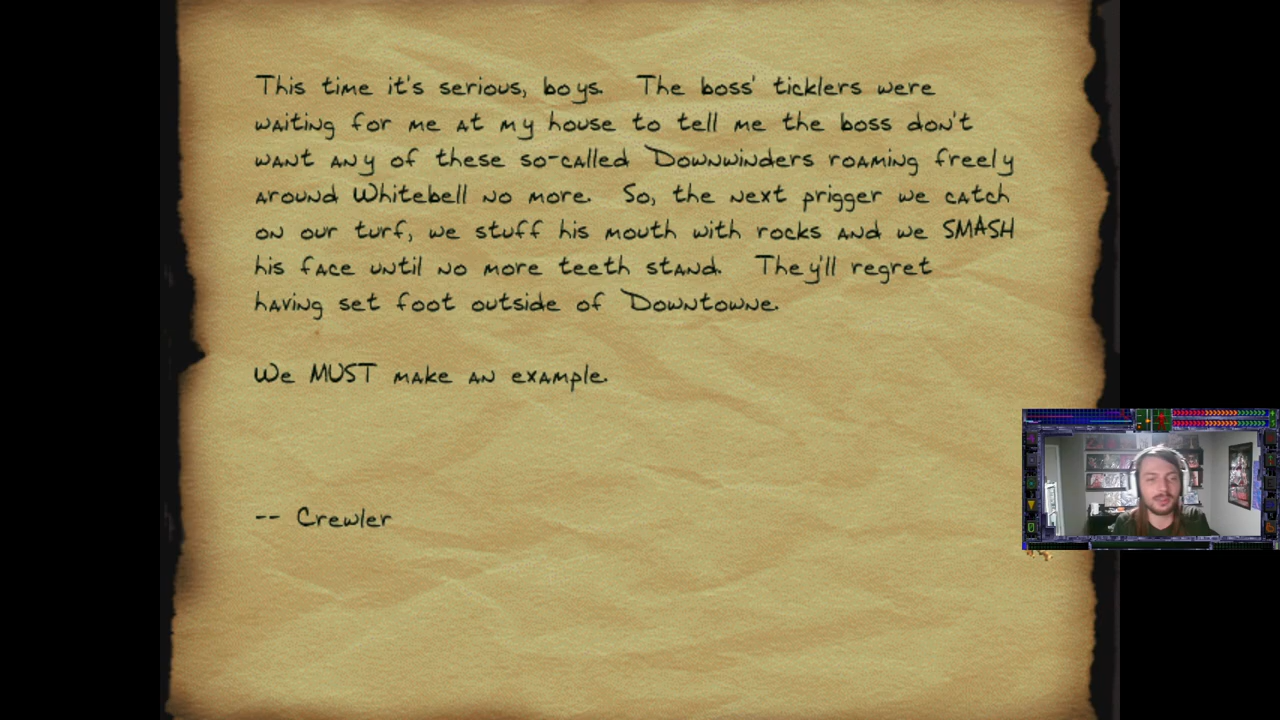 This time it's serious, boys. The boss' ticklers were
waiting for me at my house to tell me the boss don't
want any of these so-called Downwinders roaming freely
around Whitebell no more. So, the next prigger we catch
on our turf, we stuff his mouth with rocks and we SMASH
his face until no more teeth stand. They'll regret
having set foot outside of Downtowne.
We MUST make an example.
-- Crewler